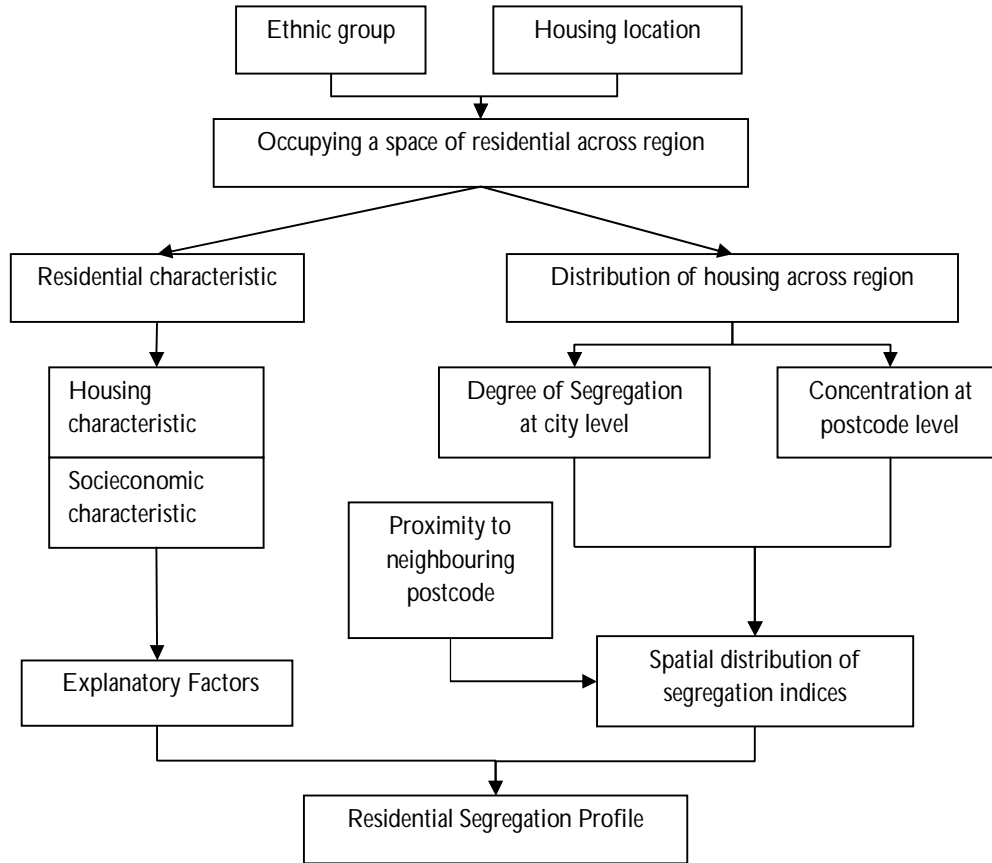 Ethnic group
Housing location
Occupying a space of residential across region
Residential characteristic
Distribution of housing across region
Housing
characteristic
Degree of Segregation
at city level
Concentration at
postcode level
Socieconomic
characteristic
Proximity to
neighbouring
postcode
Explanatory Factors
Spatial distribution of
segregation indices
Residential Segregation Profile